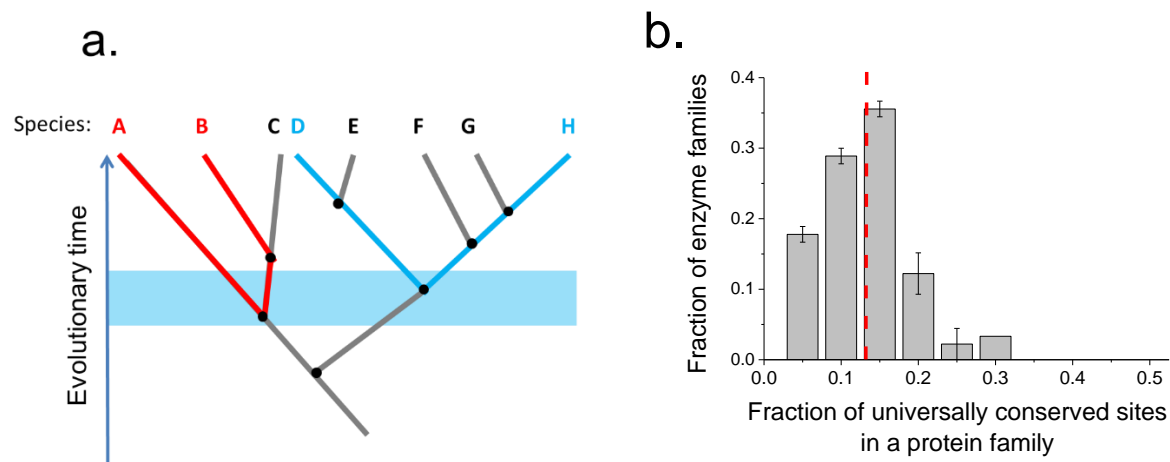 a.
Species: A B C D E F G H
Evolutionary time
b.
Fraction of enzyme families
0.4
0.3
0.2
0.1
0.0
0.0 0.1 0.2 0.3 0.4 0.5
Fraction of universally conserved sites
in a protein family